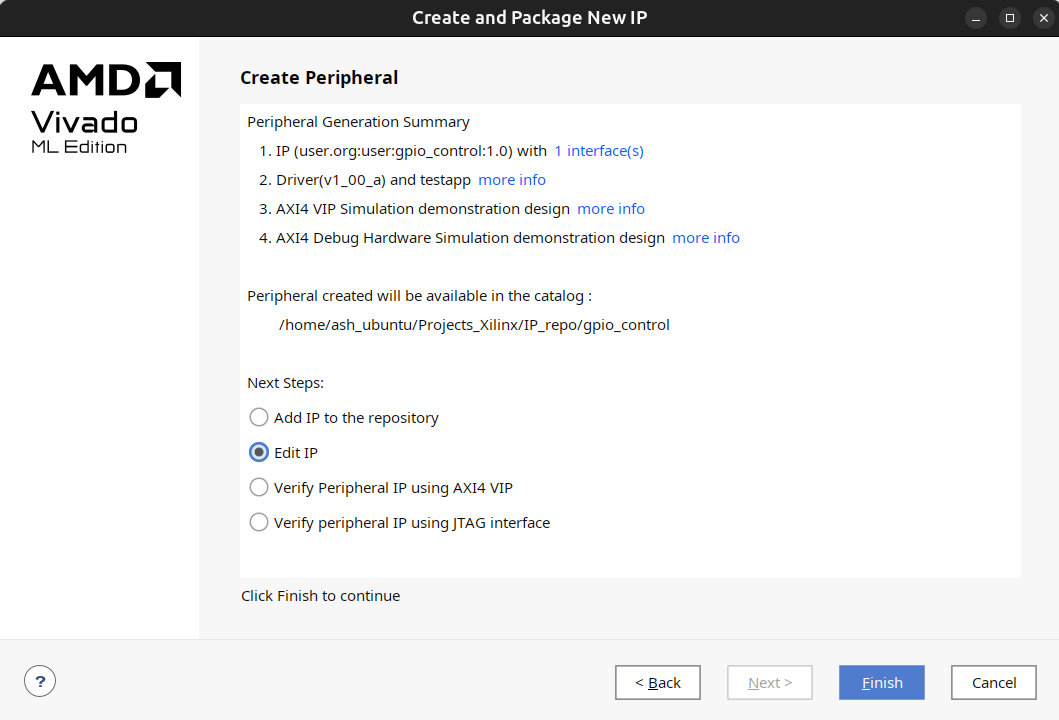 Create and Package New IP
AMD
Vivado
ML Edition
Create Peripheral
Peripheral Generation Summary
1. IP (user.org:user:gpio_control:1.0) with 1 interface(s)
2. Driver(v1_00_a) and testapp more info
3. AXI4 VIP Simulation demonstration design more info
4. AXI4 Debug Hardware Simulation demonstration design more info
Peripheral created will be available in the catalog :
/home/ash_ubuntu/Projects_Xilinx/IP_repo/gpio_control
Next Steps:
Add IP to the repository
Edit IP
Verify Peripheral IP using AXI4 VIP
Verify peripheral IP using JTAG interface
Click Finish to continue
? < Back Next > Finish Cancel